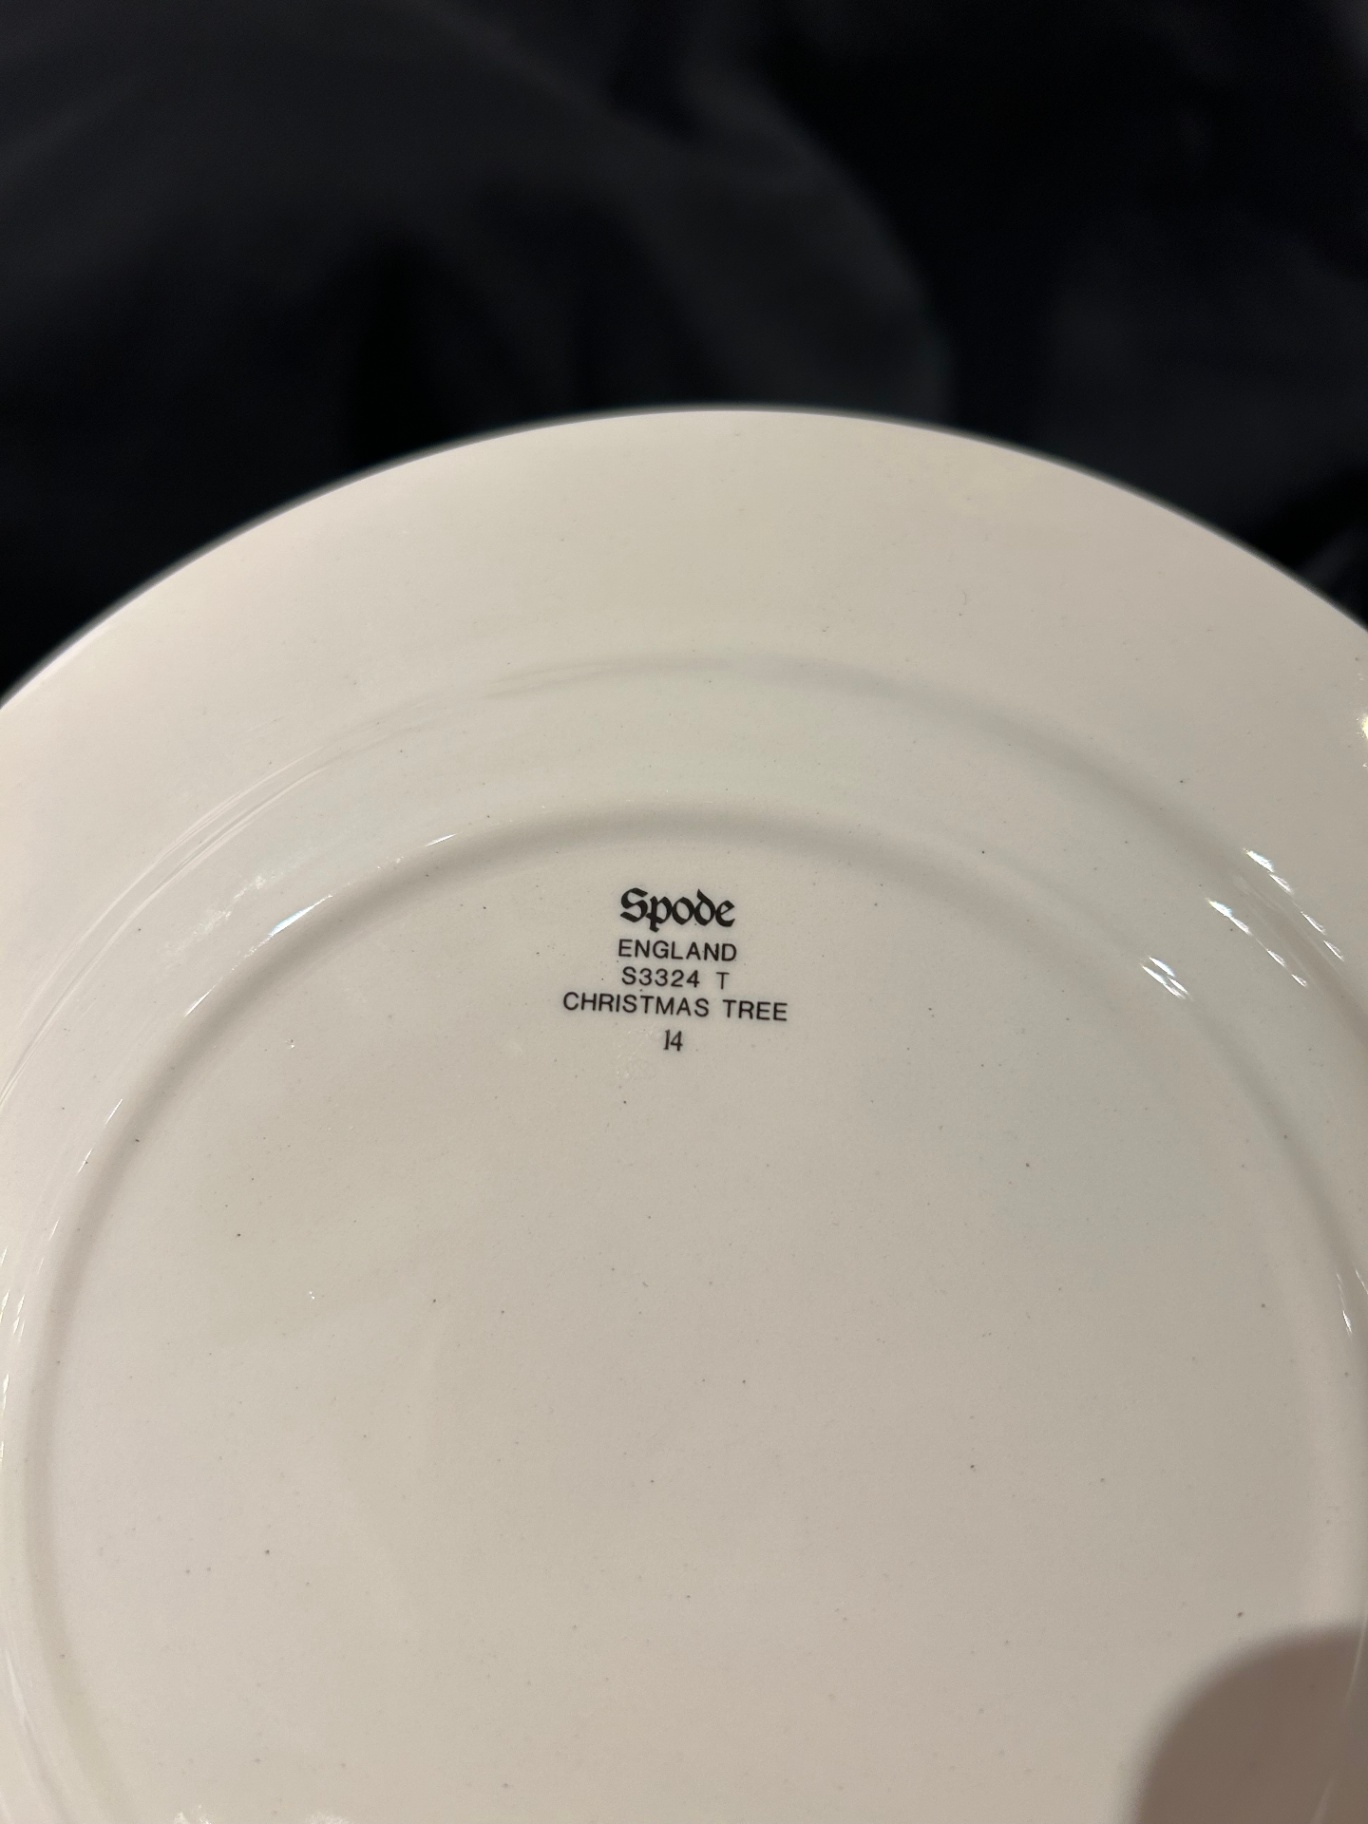 Spode
ENGLAND
S3324 T
CHRISTMAS TREE
14